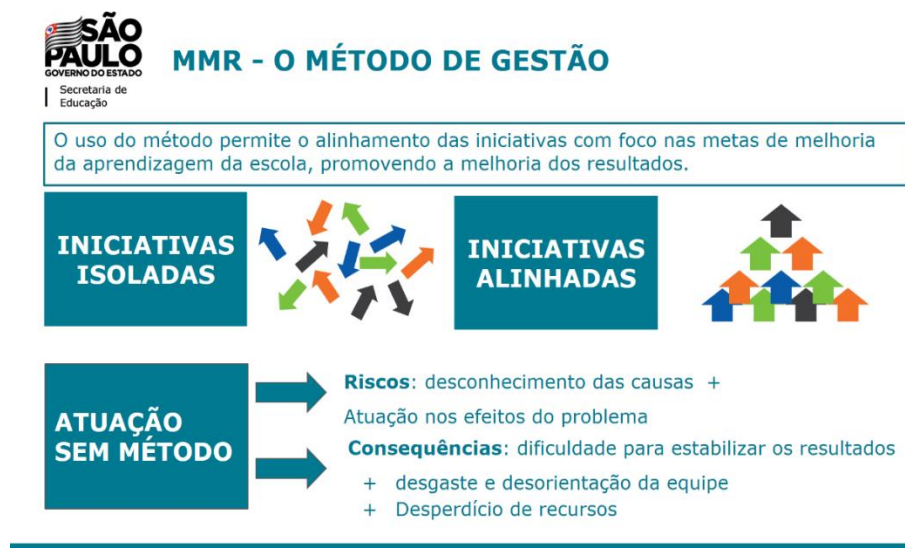 SÃO
PAULO
GOVERNO DO ESTADO
Secretaria de
Educação
MMR - O MÉTODO DE GESTÃO
O uso do método permite o alinhamento das iniciativas com foco nas metas de melhoria
da aprendizagem da escola, promovendo a melhoria dos resultados.
INICIATIVAS
ISOLADAS
INICIATIVAS
ALINHADAS
ATUAÇÃO
SEM MÉTODO
Riscos: desconhecimento das causas +
Atuação nos efeitos do problema
Consequências: dificuldade para estabilizar os resultados
+ desgaste e desorientação da equipe
+ Desperdício de recursos